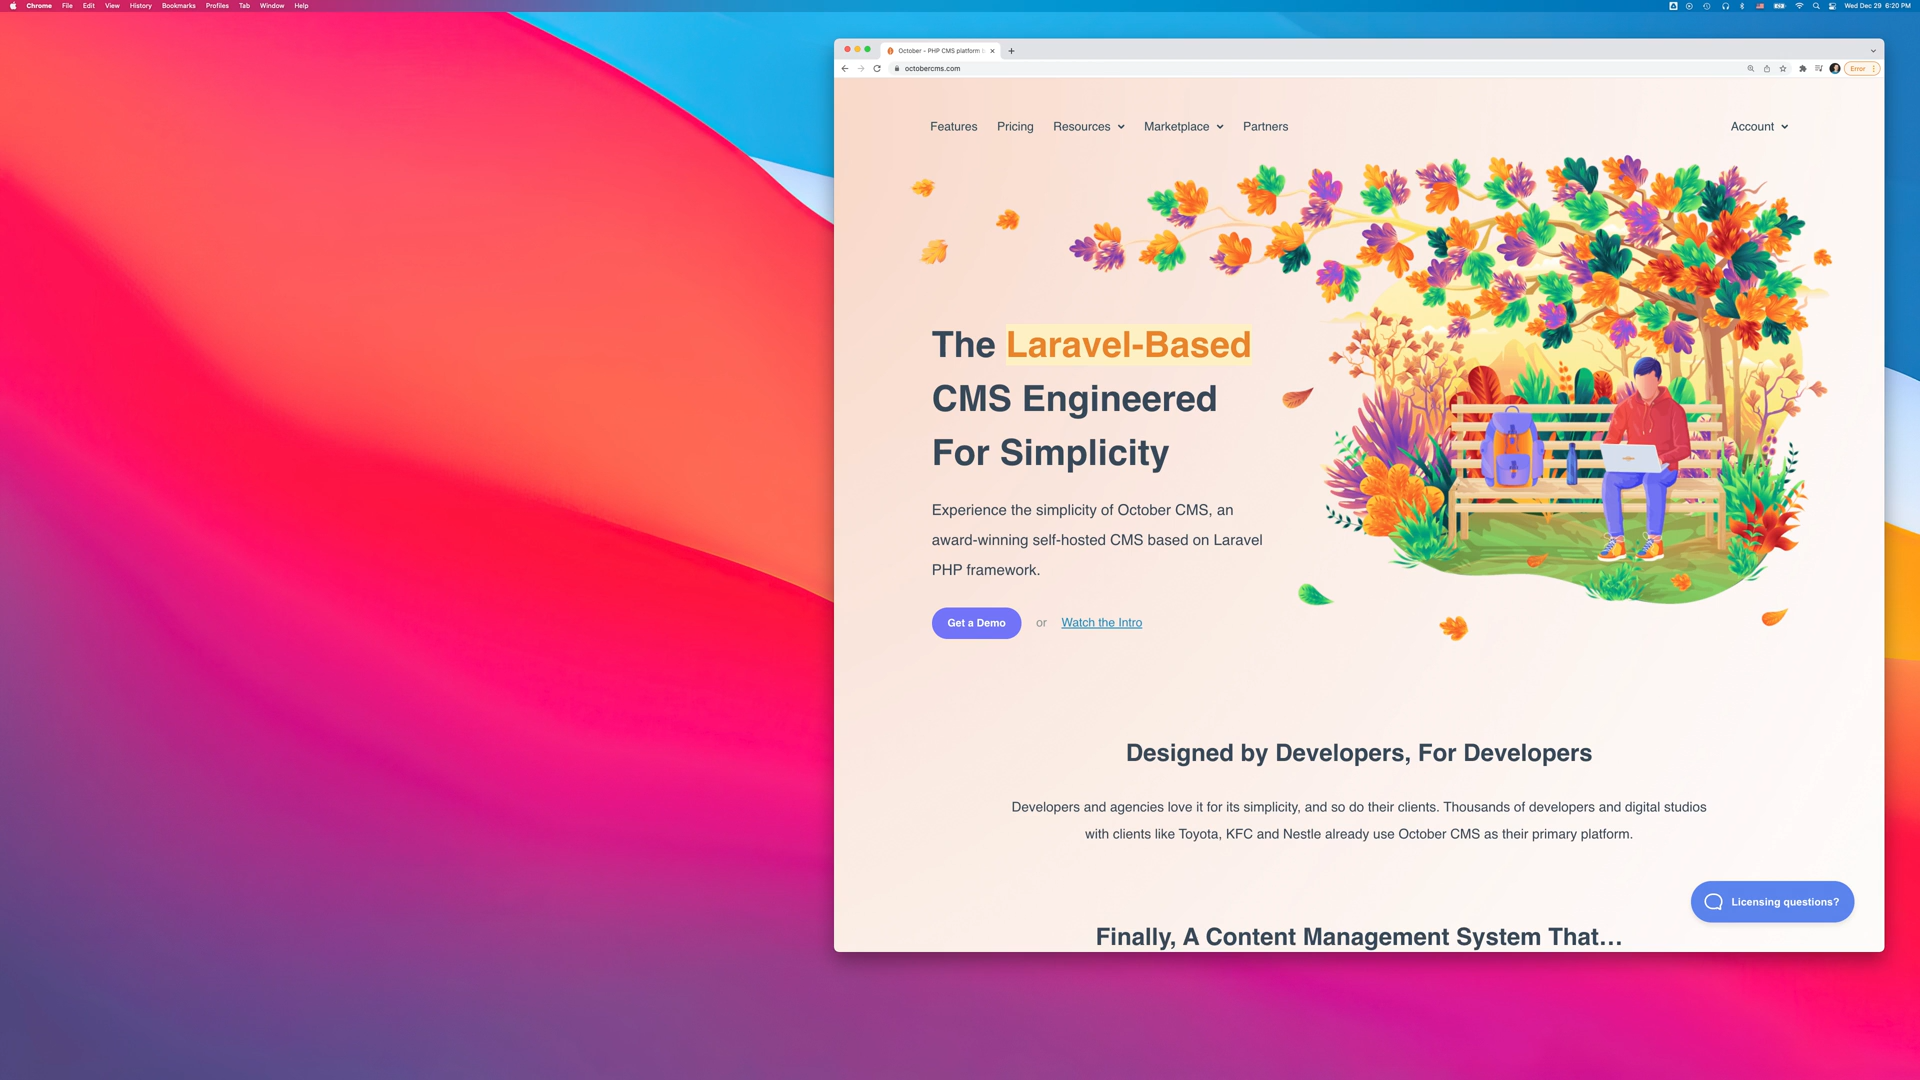 Chrome File Edit View History Bookmarks Profiles Tab Window Help
Wed Dec 29 6:20 PM
October - PHP CMS platform
octobercms.com
Error
Features Pricing Resources Marketplace Partners Account
The Laravel-Based
CMS Engineered
For Simplicity
Experience the simplicity of October CMS, an
award-winning self-hosted CMS based on Laravel
PHP framework.
Get a Demo or Watch the Intro
Designed by Developers, For Developers
Developers and agencies love it for its simplicity, and so do their clients. Thousands of developers and digital studios
with clients like Toyota, KFC and Nestle already use October CMS as their primary platform.
Licensing questions?
Finally, A Content Management System That…